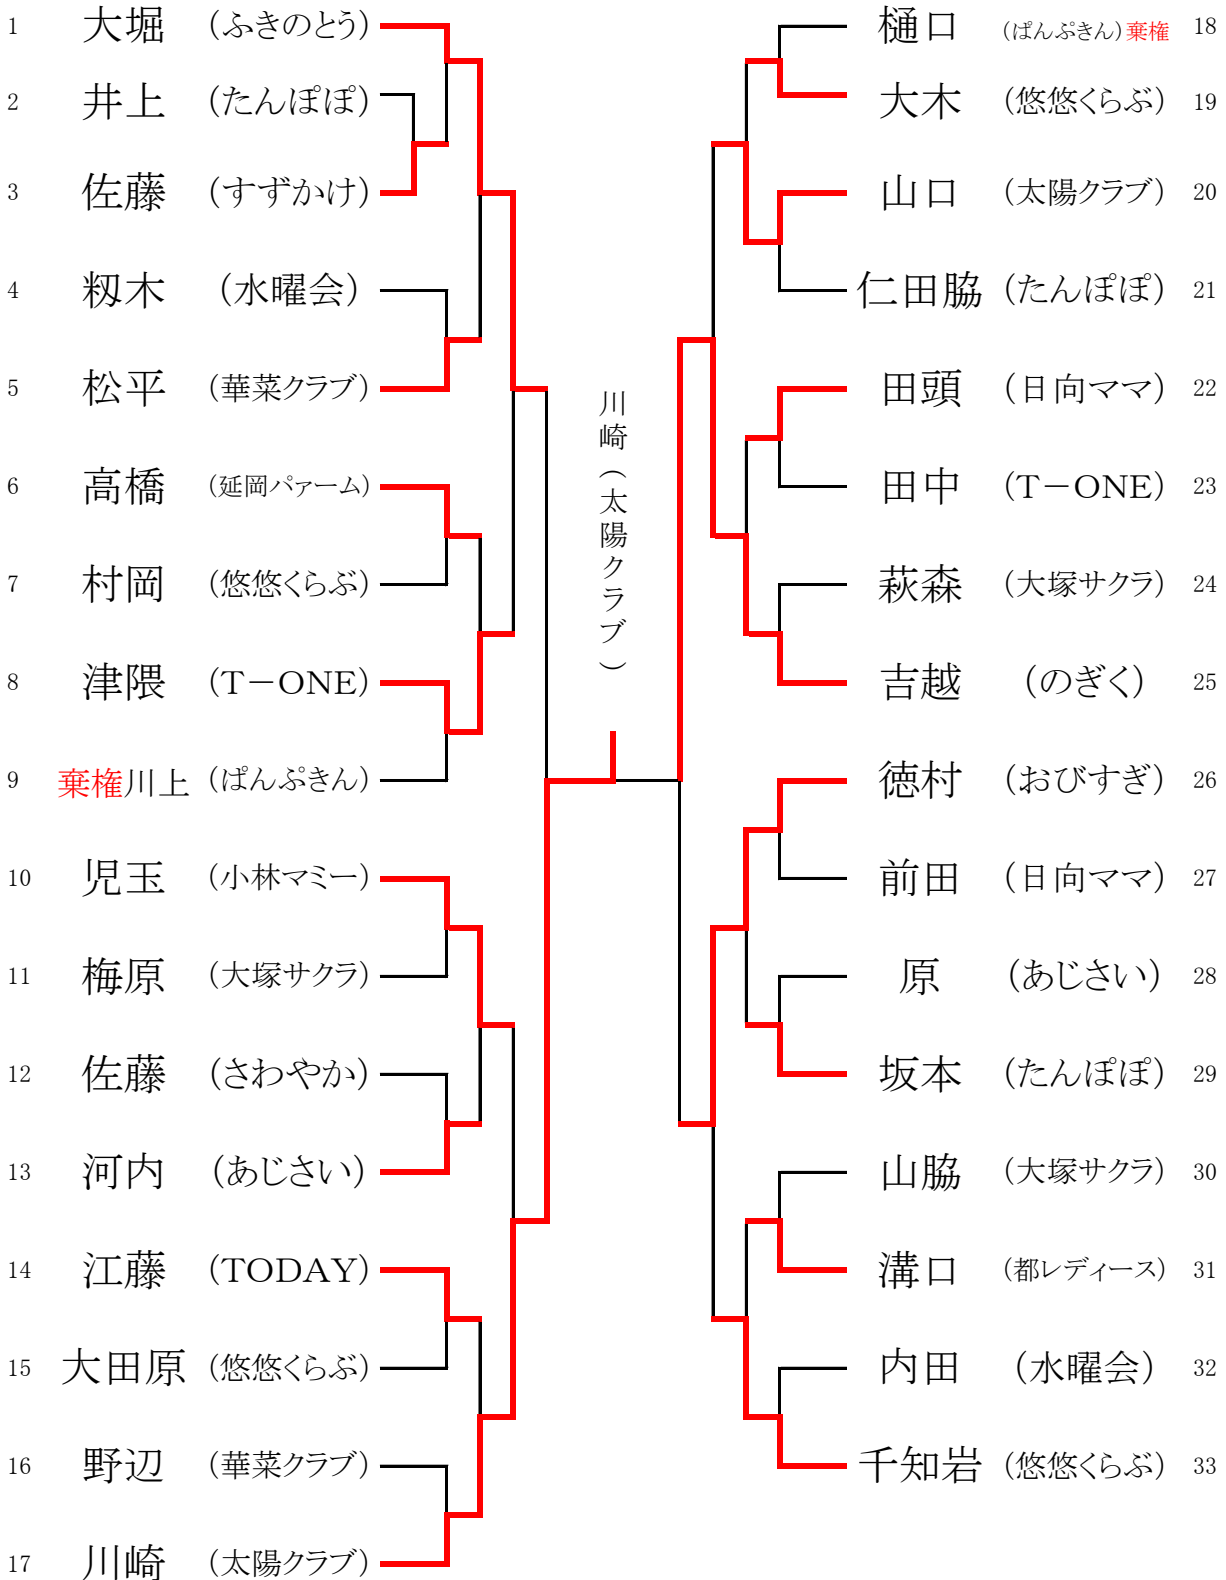 1 大堀 (ふきのとう)
2 井上 (たんぽぽ)
3 佐藤 (すずかけ)
4 籾木 (水曜会)
5 松平 (華菜クラブ)
6 高橋 (延岡パァーム)
7 村岡 (悠悠くらぶ)
8 津隈 (T－ONE)
9 棄権川上 (ぱんぷきん)
10 児玉 (小林マミー)
11 梅原 (大塚サクラ)
12 佐藤 (さわやか)
13 河内 (あじさい)
14 江藤 (TODAY)
15 大田原 (悠悠くらぶ)
16 野辺 (華菜クラブ)
17 川崎 (太陽クラブ)
川崎(太陽クラブ)
樋口 (ぱんぷきん)棄権 18
大木 (悠悠くらぶ) 19
山口 (太陽クラブ) 20
仁田脇 (たんぽぽ) 21
田頭 (日向ママ) 22
田中 (T－ONE) 23
萩森 (大塚サクラ) 24
吉越 (のぎく) 25
徳村 (おびすぎ) 26
前田 (日向ママ) 27
原 (あじさい) 28
坂本 (たんぽぽ) 29
山脇 (大塚サクラ) 30
溝口 (都レディース) 31
内田 (水曜会) 32
千知岩 (悠悠くらぶ) 33